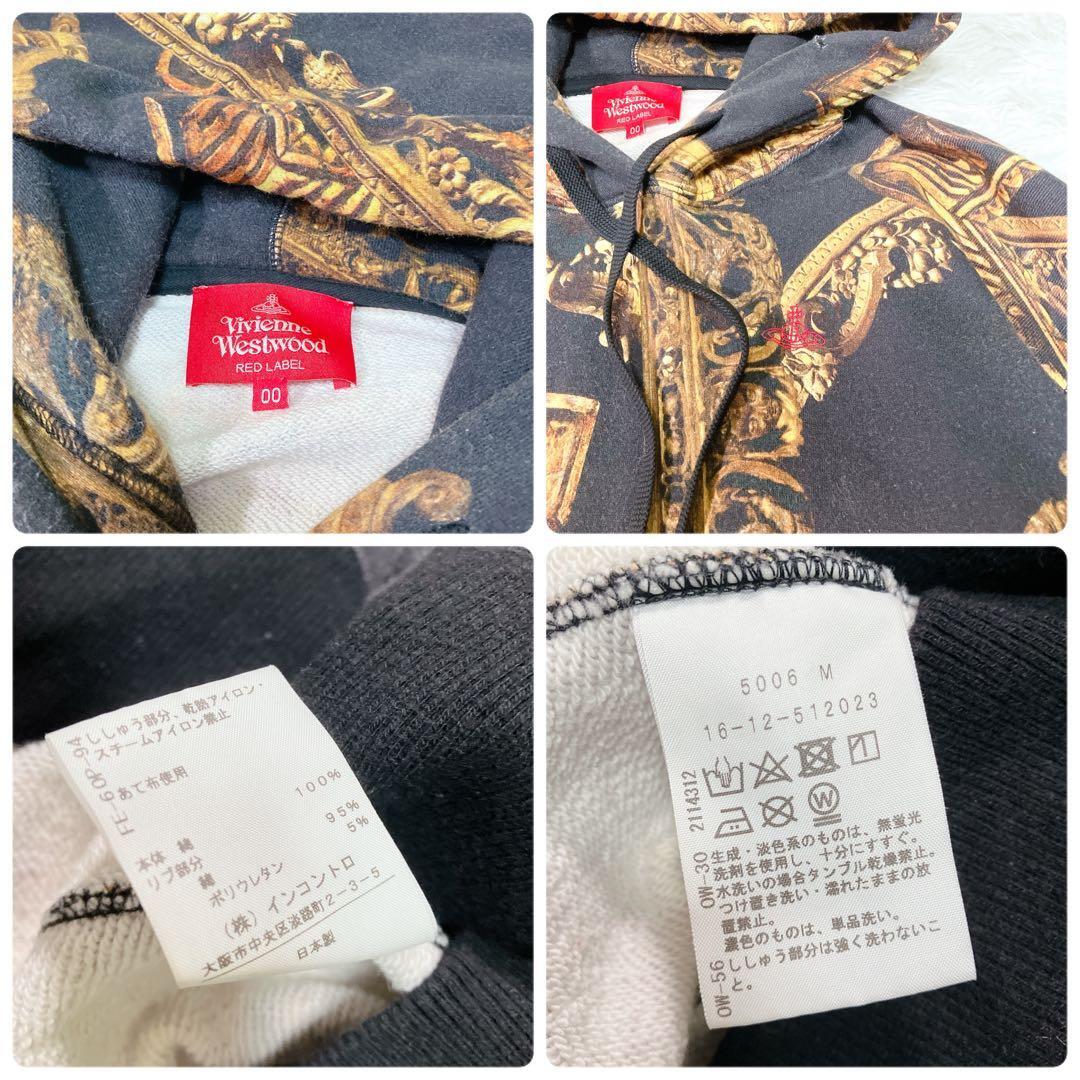 Vivienne
Westwood
RED LABEL
00
Vivienne
Westwood
RED LABEL
00
FE-60P-94
ししゅう部分、乾熱アイロン・
スチームアイロン禁止
あて布使用
本体 綿 100%
リブ部分
綿 95%
ポリウレタン 5%
(株)インコントロ
大阪市中央区淡路町2-3-5
日本製
5006 M
16-12-512023
2114312
W
OW-30
生成・淡色系のものは、無蛍光
洗剤を使用し、十分にすすぐ。
水洗いの場合タンブル乾燥禁止。
つけ置き洗い・濡れたままの放
置禁止。
濃色のものは、単品洗い。
OW-56
ししゅう部分は強く洗わないこ
と。